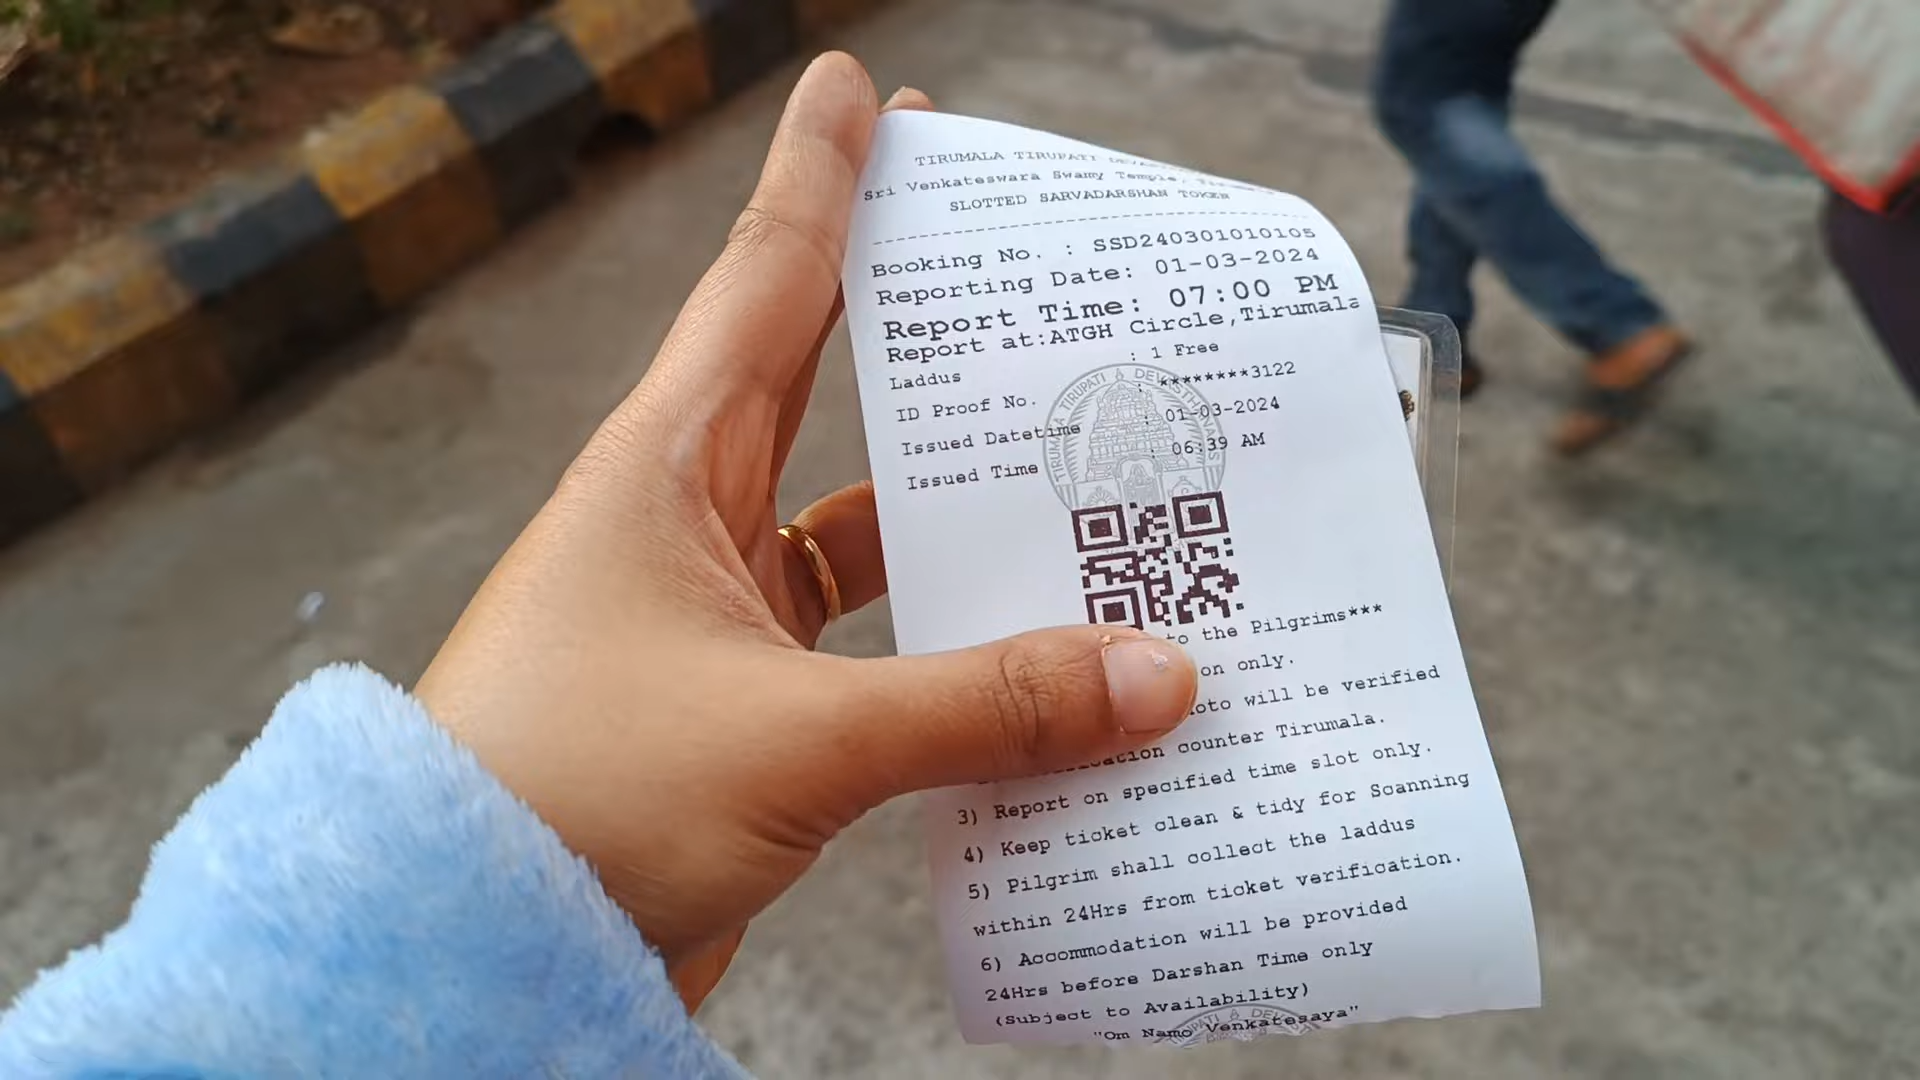 TIRUMALA TIRUPATI
Sri Venkateswara Swamy Temple,
SLOTTED SARVADARSHAN TOKEN
Booking No. : SSD240301010105
Reporting Date: 01-03-2024
Report Time: 07:00 PM
Report at:ATGH Circle,Tirumala
Laddus : 1 Free
ID Proof No. : ********3122
Issued Datetime : 01-03-2024
Issued Time : 06:39 AM
TIRUMALA TIRUPATI DEVASTHANAMS
to the Pilgrims***
on only.
will be verified
counter Tirumala.
3) Report on specified time slot only.
4) Keep ticket clean & tidy for Scanning
5) Pilgrim shall collect the laddus
within 24Hrs from ticket verification.
6) Accommodation will be provided
24Hrs before Darshan Time only
(Subject to Availability)
"Om Namo Venkatesaya"